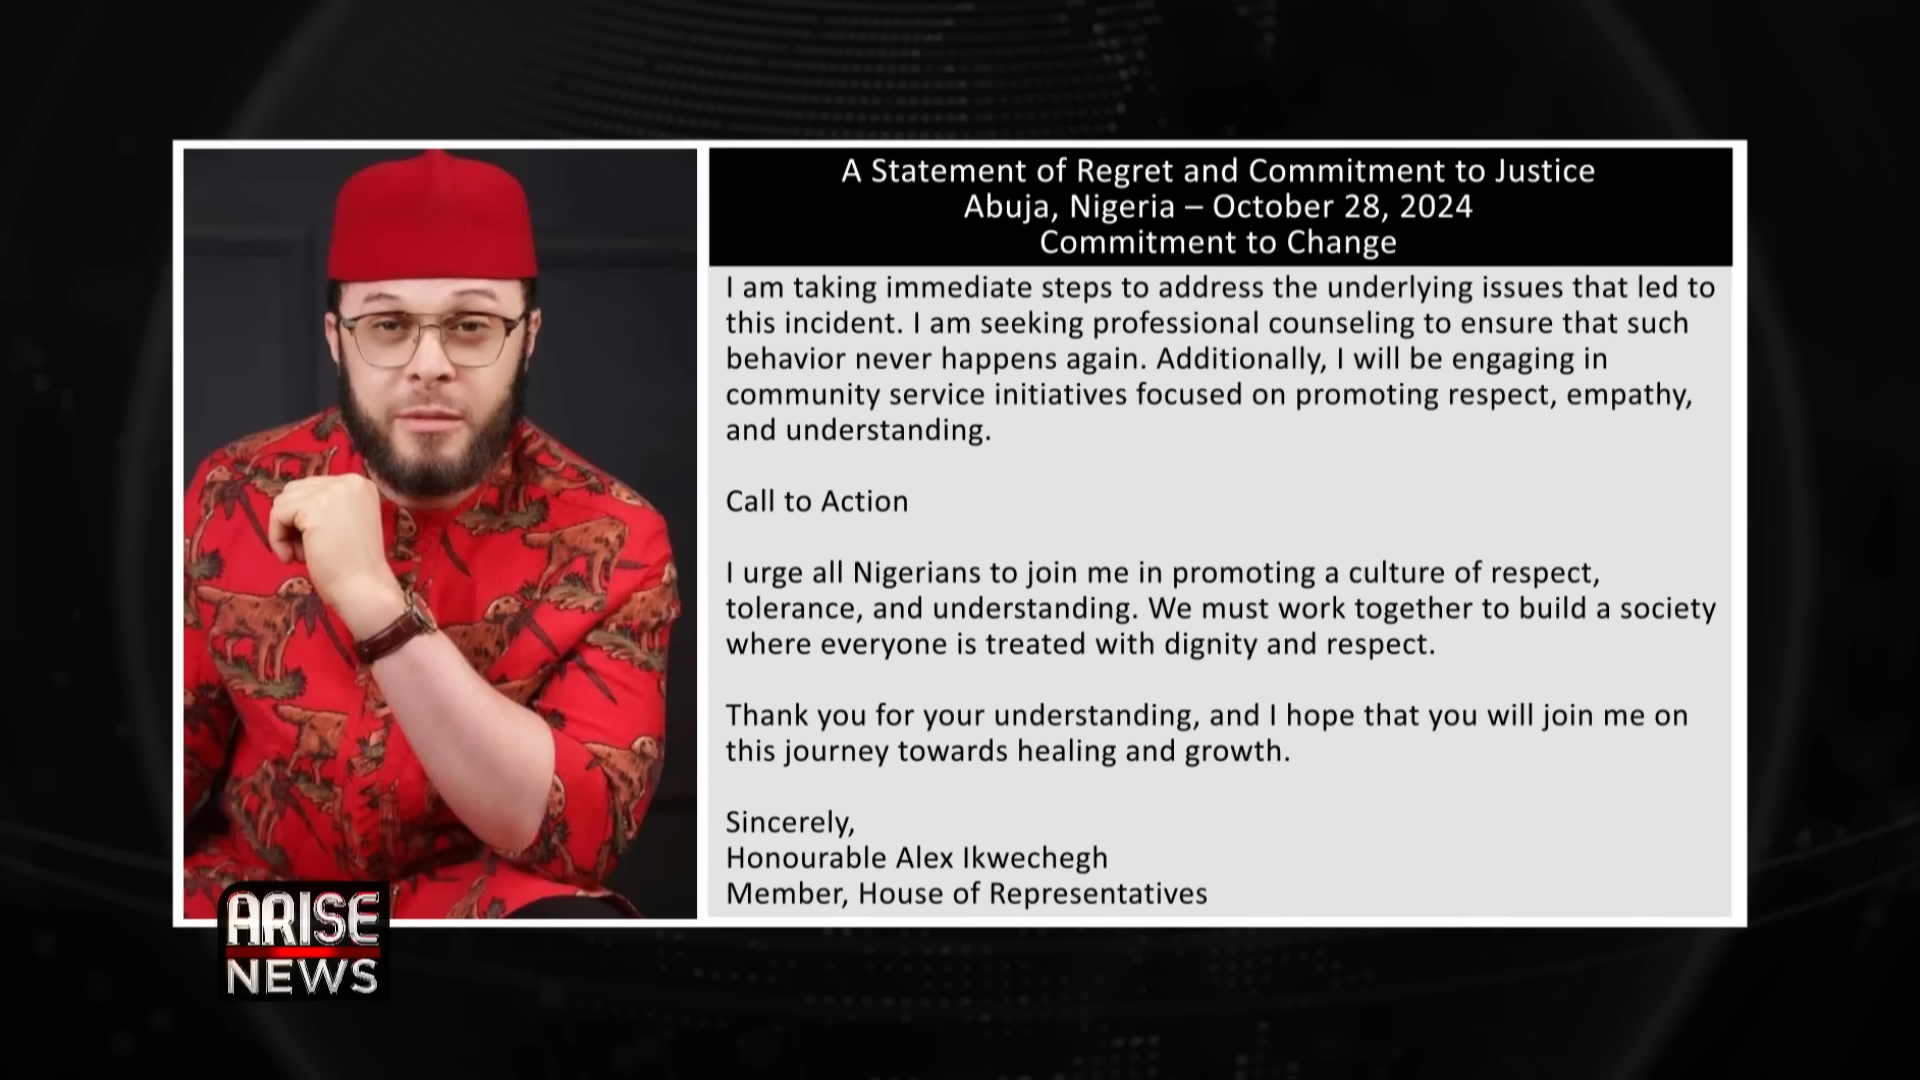 A Statement of Regret and Commitment to Justice
Abuja, Nigeria – October 28, 2024
Commitment to Change
I am taking immediate steps to address the underlying issues that led to
this incident. I am seeking professional counseling to ensure that such
behavior never happens again. Additionally, I will be engaging in
community service initiatives focused on promoting respect, empathy,
and understanding.
Call to Action
I urge all Nigerians to join me in promoting a culture of respect,
tolerance, and understanding. We must work together to build a society
where everyone is treated with dignity and respect.
Thank you for your understanding, and I hope that you will join me on
this journey towards healing and growth.
Sincerely,
Honourable Alex Ikwechegh
Member, House of Representatives
ARISE
NEWS